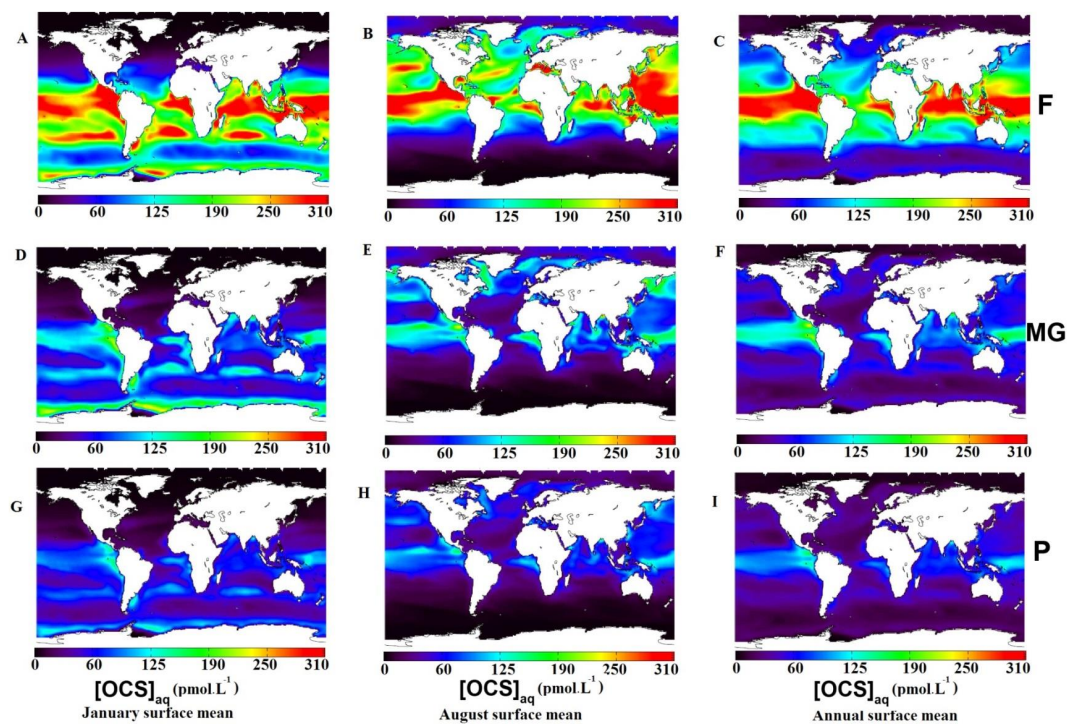 A
B
C
F
0 60 125 190 250 310
0 60 125 190 250 310
0 60 125 190 250 310
D
E
F
MG
0 60 125 190 250 310
0 60 125 190 250 310
0 60 125 190 250 310
G
H
I
P
0 60 125 190 250 310
0 60 125 190 250 310
0 60 125 190 250 310
[OCS]aq (pmol.L⁻¹)
January surface mean
[OCS]aq (pmol.L⁻¹)
August surface mean
[OCS]aq (pmol.L⁻¹)
Annual surface mean